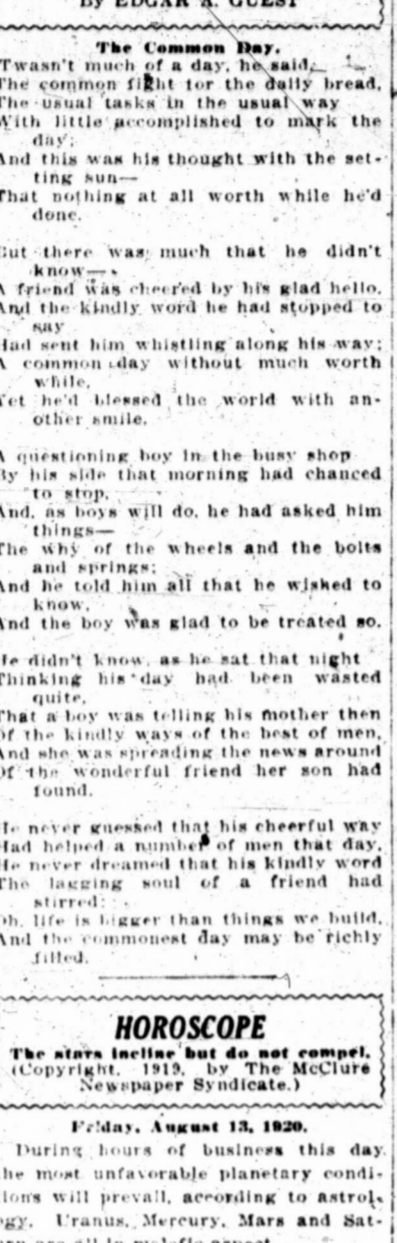 By EDGAR A. GUEST
The Common Day.
'Twasn't much of a day, he said,
The common fight for the daily bread,
The usual tasks in the usual way
With little accomplished to mark the
day;
And this was his thought with the set-
ting sun—
That nothing at all worth while he'd
done.
But there was much that he didn't
know—
A friend was cheered by his glad hello,
And the kindly word he had stopped to
say
Had sent him whistling along his way;
A common day without much worth
while,
Yet he'd blessed the world with an-
other smile.
A questioning boy in the busy shop
By his side that morning had chanced
to stop,
And, as boys will do, he had asked him
things—
The why of the wheels and the bolts
and springs;
And he told him all that he wished to
know,
And the boy was glad to be treated so.
He didn't know, as he sat that night
Thinking his day had been wasted
quite,
That a boy was telling his mother then
Of the kindly ways of the best of men,
And she was spreading the news around
Of the wonderful friend her son had
found.
He never guessed that his cheerful way
Had helped a number of men that day,
He never dreamed that his kindly word
The lagging soul of a friend had
stirred;
Oh, life is bigger than things we build,
And the commonest day may be richly
filled.
HOROSCOPE
The stars incline but do not compel.
(Copyright, 1919, by The McClure
Newspaper Syndicate.)
Friday, August 13, 1920.
During hours of business this day
the most unfavorable planetary condi-
tions will prevail, according to astrol-
ogy. Uranus, Mercury, Mars and Sat-
urn are all in malefic aspect